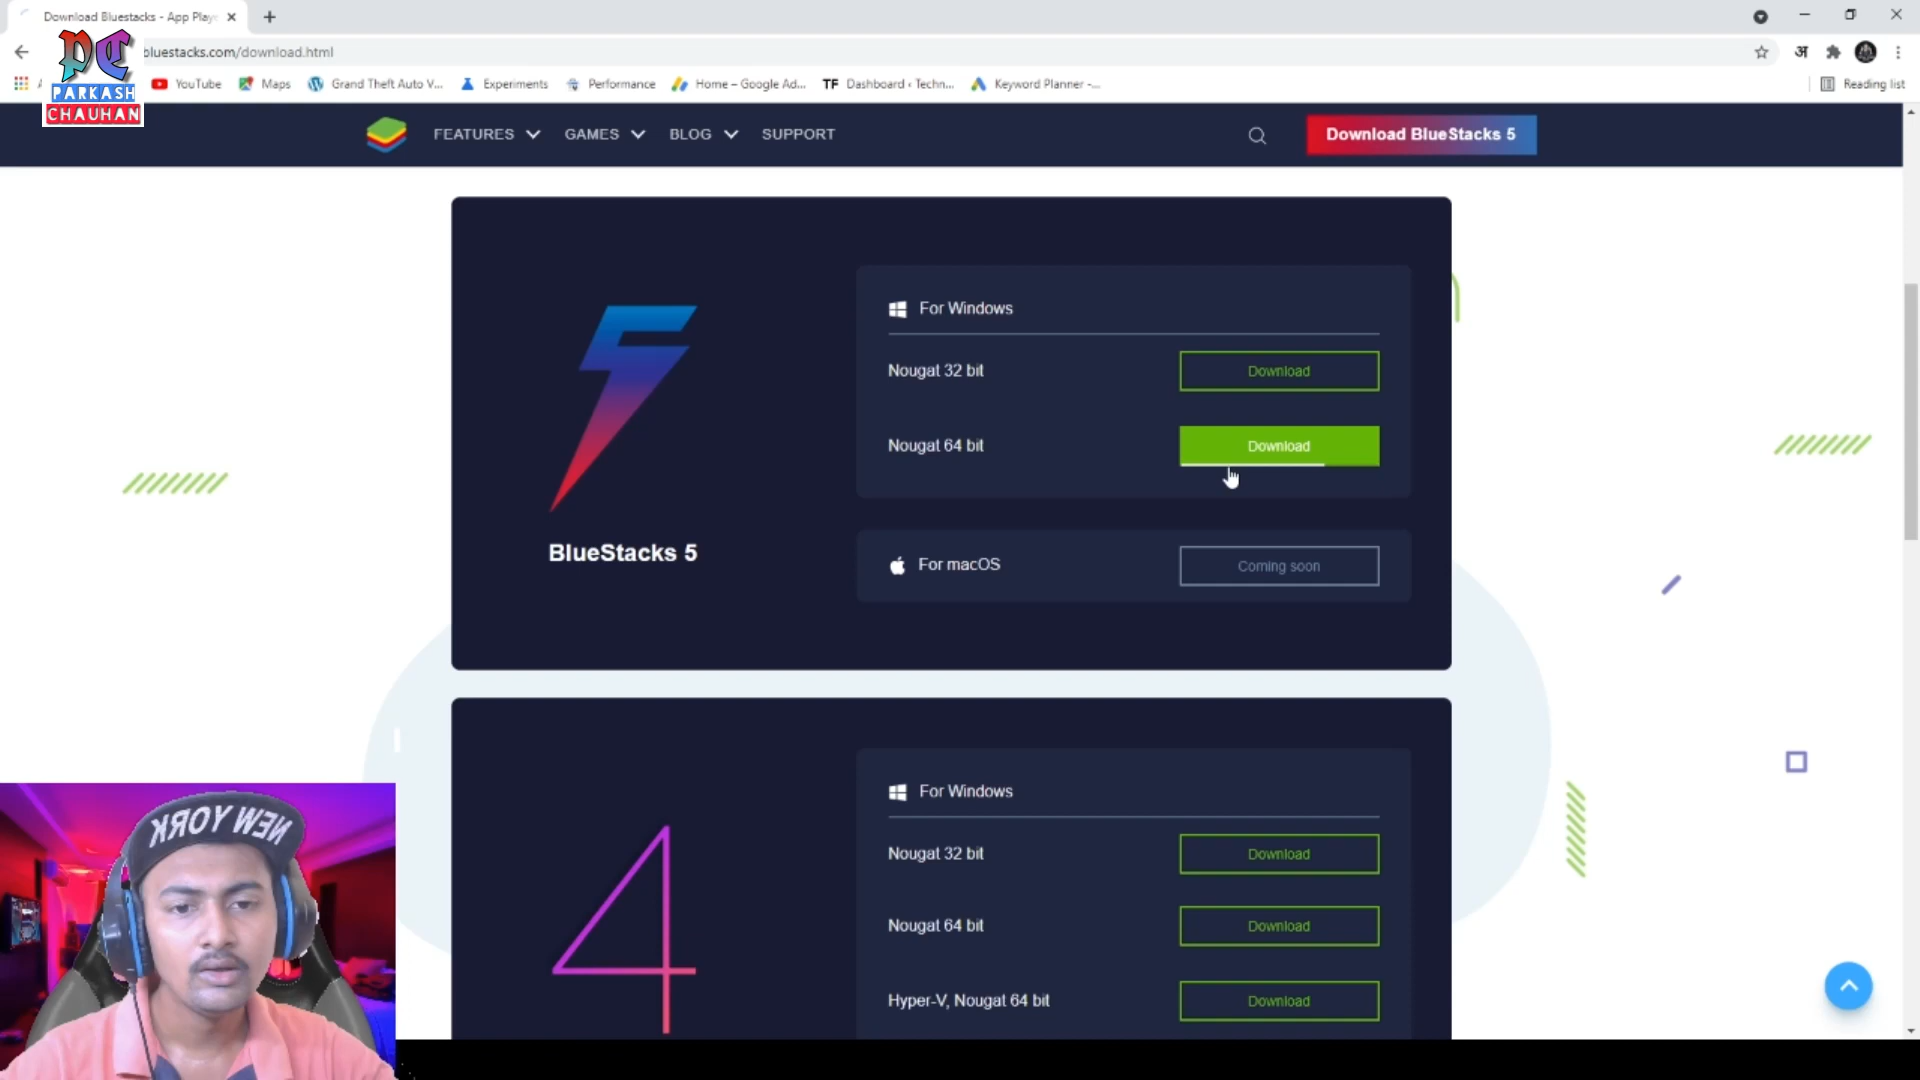 Download Bluestacks - App Playe
bluestacks.com/download.html
अ
YouTube
Maps
Grand Theft Auto V...
Experiments
Performance
Home – Google Ad...
TF Dashboard ‹ Techn...
Keyword Planner -...
Reading list
PC
PARKASH
CHAUHAN
FEATURES
GAMES
BLOG
SUPPORT
Download BlueStacks 5
For Windows
Nougat 32 bit
Download
Nougat 64 bit
Download
BlueStacks 5
For macOS
Coming soon
4
For Windows
Nougat 32 bit
Download
Nougat 64 bit
Download
Hyper-V, Nougat 64 bit
Download
NEW YORK